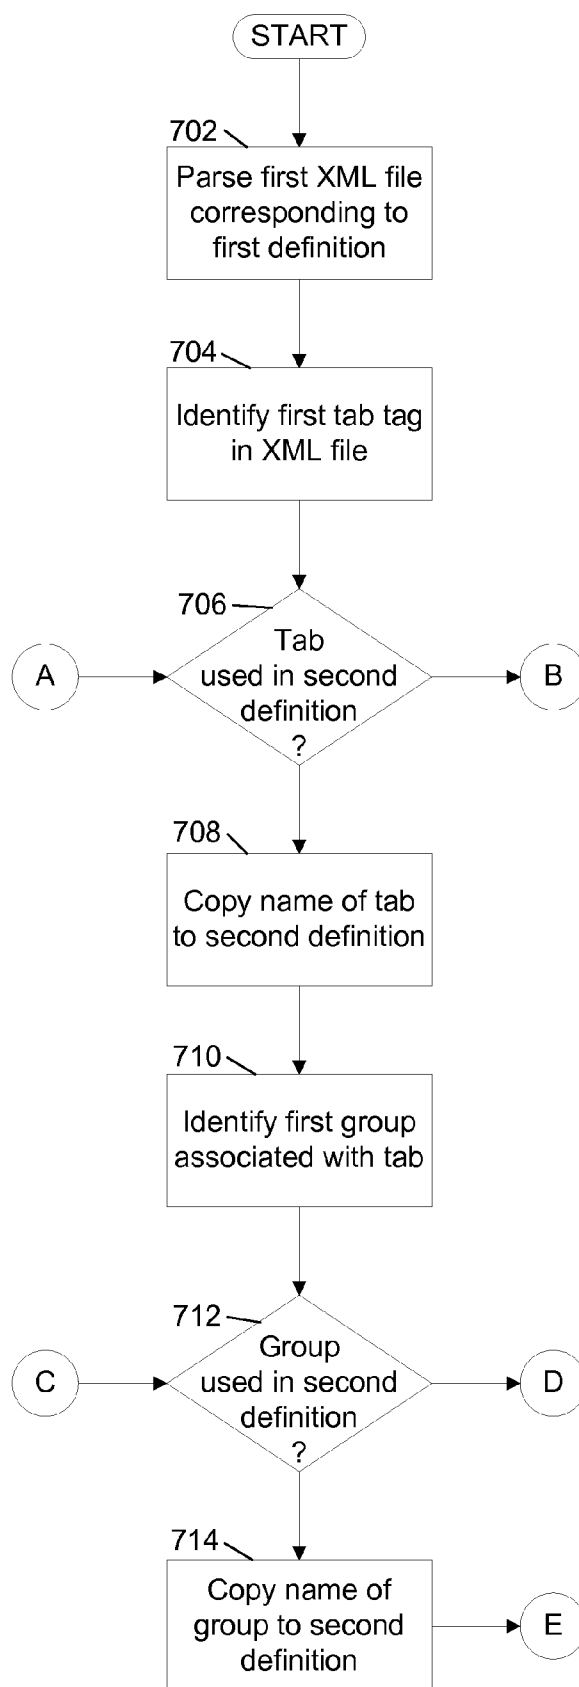 START
702
Parse first XML file
corresponding to
first definition
704
Identify first tab tag
in XML file
706
Tab
used in second
definition
?
A
B
708
Copy name of tab
to second definition
710
Identify first group
associated with tab
712
Group
used in second
definition
?
C
D
714
Copy name of
group to second
definition
E